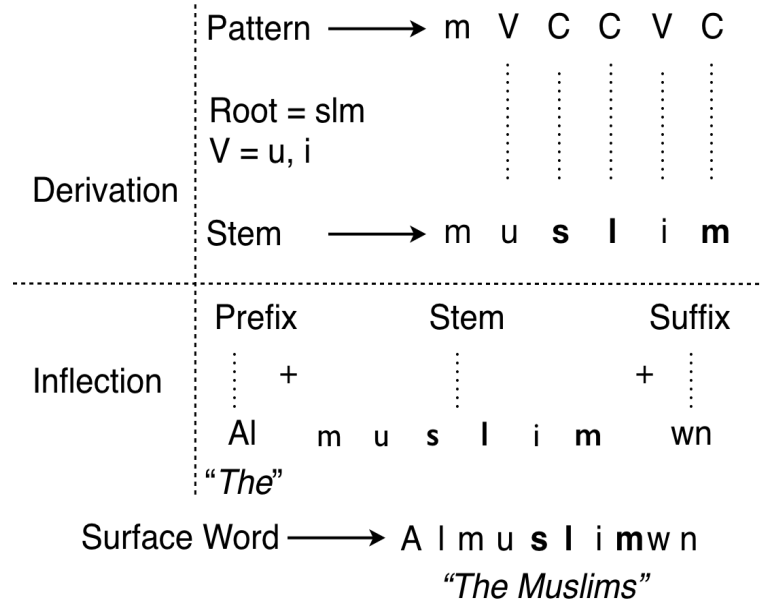 Pattern m V C C V C
Root = slm
V = u, i
Derivation
Stem m u s l i m
Prefix Stem Suffix
Inflection + +
Al m u s l i m wn
“The”
Surface Word A l m u s l i m w n
“The Muslims”